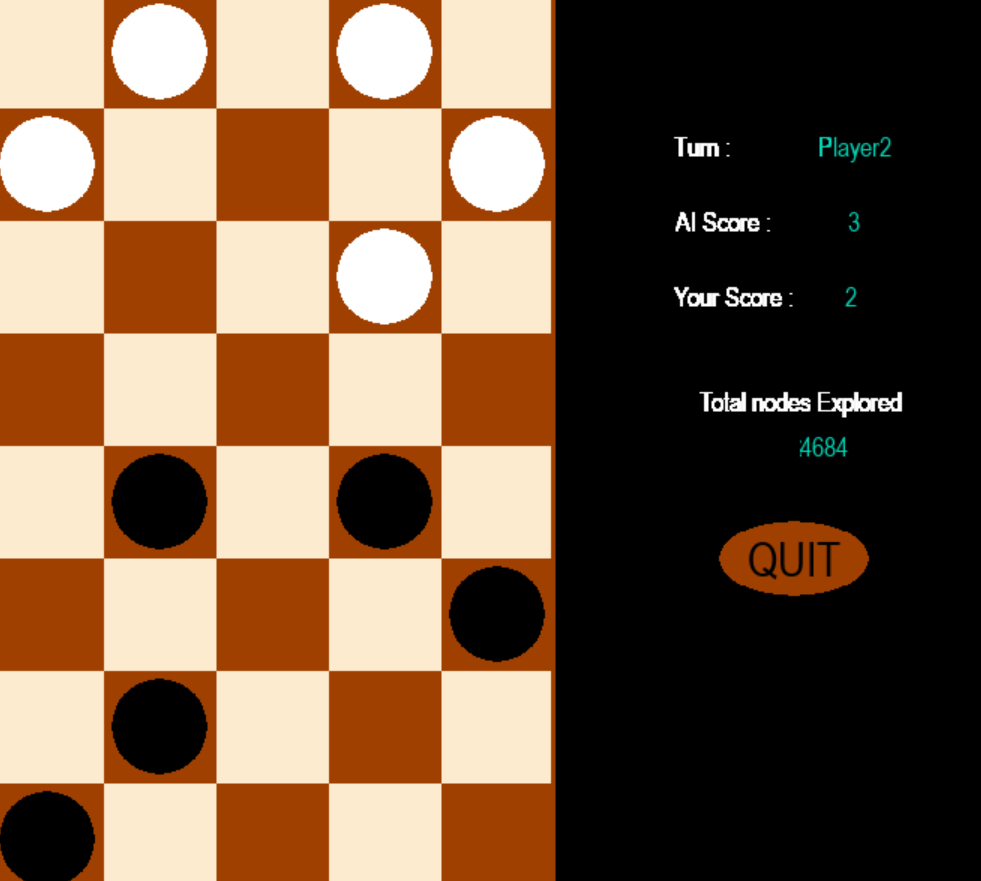 Turn : Player2
AI Score : 3
Your Score : 2
Total nodes Explored
:4684
QUIT